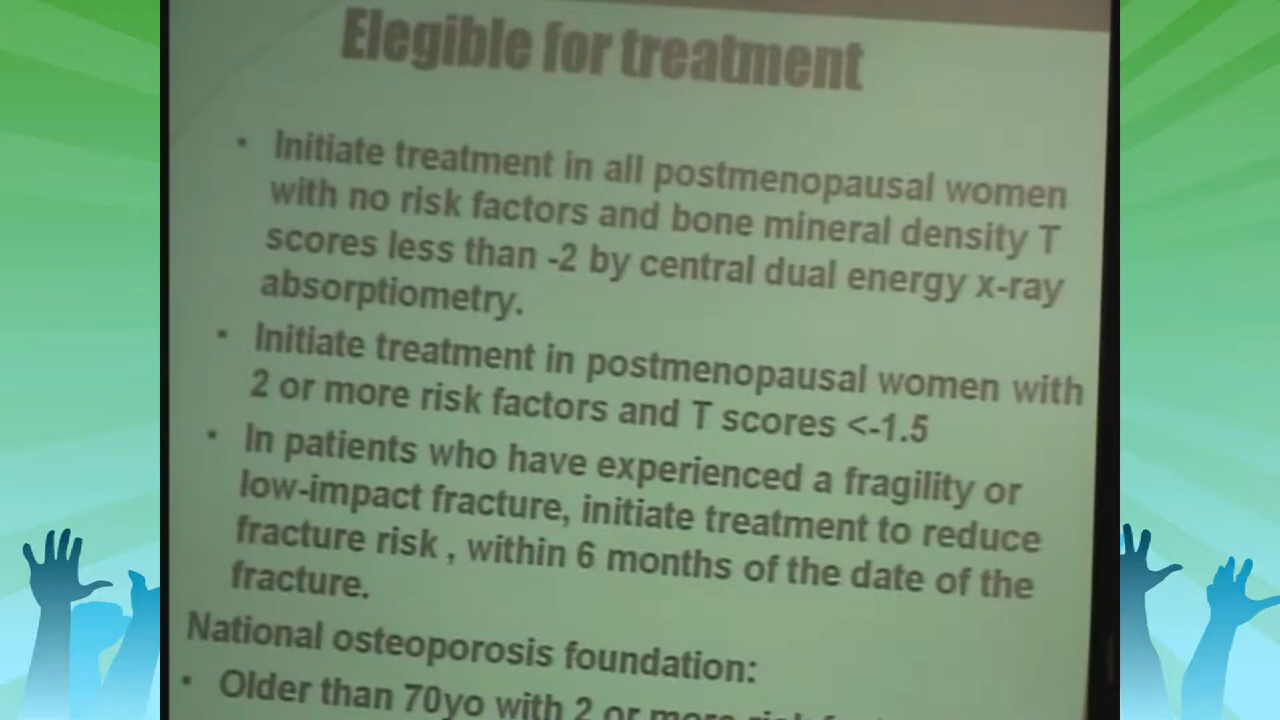 Elegible for treatment
• Initiate treatment in all postmenopausal women
with no risk factors and bone mineral density T
scores less than -2 by central dual energy x-ray
absorptiometry.
• Initiate treatment in postmenopausal women with
2 or more risk factors and T scores <-1.5
• In patients who have experienced a fragility or
low-impact fracture, initiate treatment to reduce
fracture risk , within 6 months of the date of the
fracture.
National osteoporosis foundation:
• Older than 70yo with 2 or more risk